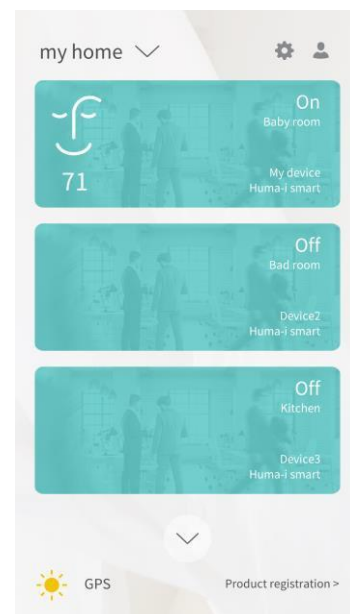 my home
On
Baby room
71
My device
Huma-i smart
Off
Bad room
Device2
Huma-i smart
Off
Kitchen
Device3
Huma-i smart
GPS
Product registration >